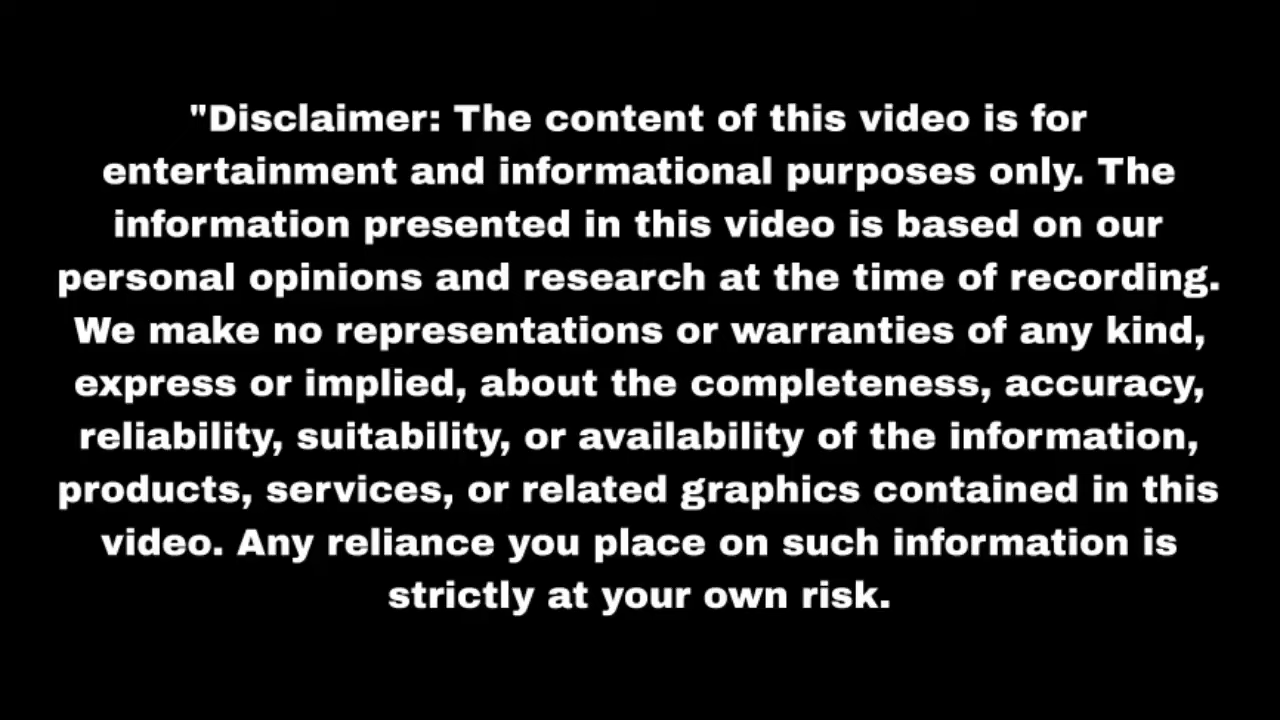 "Disclaimer: The content of this video is for
entertainment and informational purposes only. The
information presented in this video is based on our
personal opinions and research at the time of recording.
We make no representations or warranties of any kind,
express or implied, about the completeness, accuracy,
reliability, suitability, or availability of the information,
products, services, or related graphics contained in this
video. Any reliance you place on such information is
strictly at your own risk.